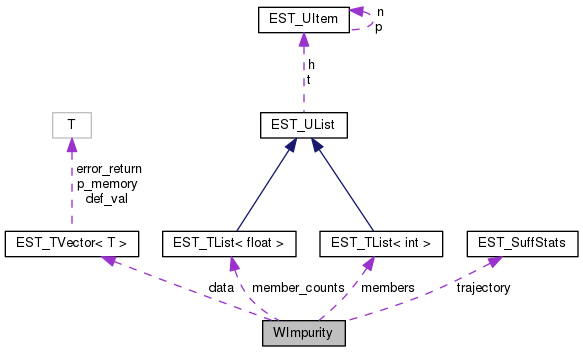 EST_UItem
n
p
h
t
T
EST_UList
error_return
p_memory
def_val
EST_TVector< T >
EST_TList< float >
EST_TList< int >
EST_SuffStats
data
member_counts
members
trajectory
WImpurity